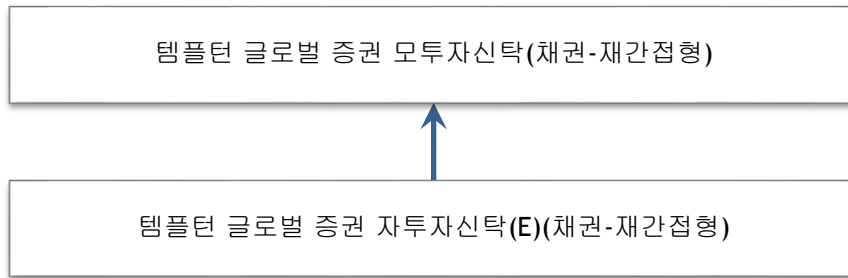 템플턴 글로벌 증권 모투자신탁(채권-재간접형)
템플턴 글로벌 증권 자투자신탁(E)(채권-재간접형)